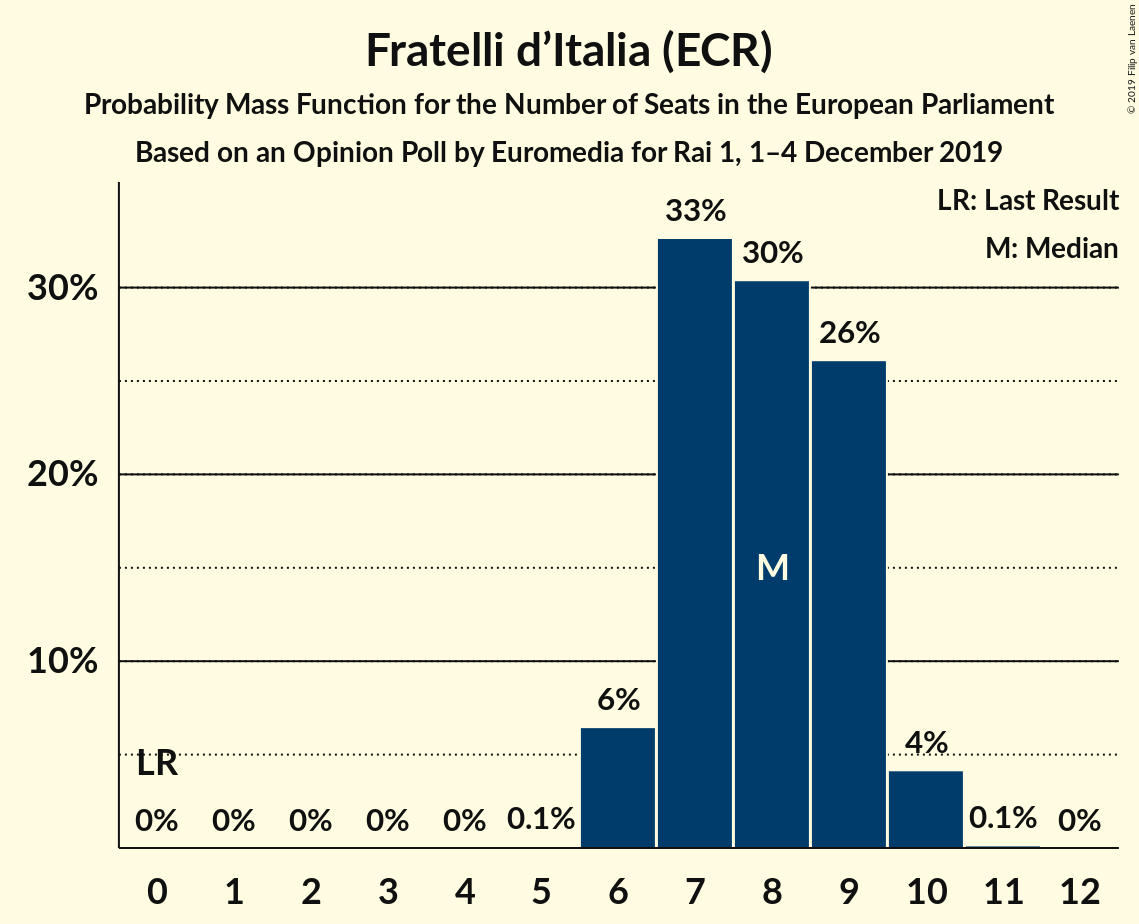 Fratelli d’Italia (ECR)
Probability Mass Function for the Number of Seats in the European Parliament
Based on an Opinion Poll by Euromedia for Rai 1, 1–4 December 2019
© 2019 Filip van Laenen
LR: Last Result
M: Median
33%
30%
26%
30%
20%
M
10%
6%
4%
LR
0% 0% 0% 0% 0% 0.1% 0.1% 0%
0 1 2 3 4 5 6 7 8 9 10 11 12